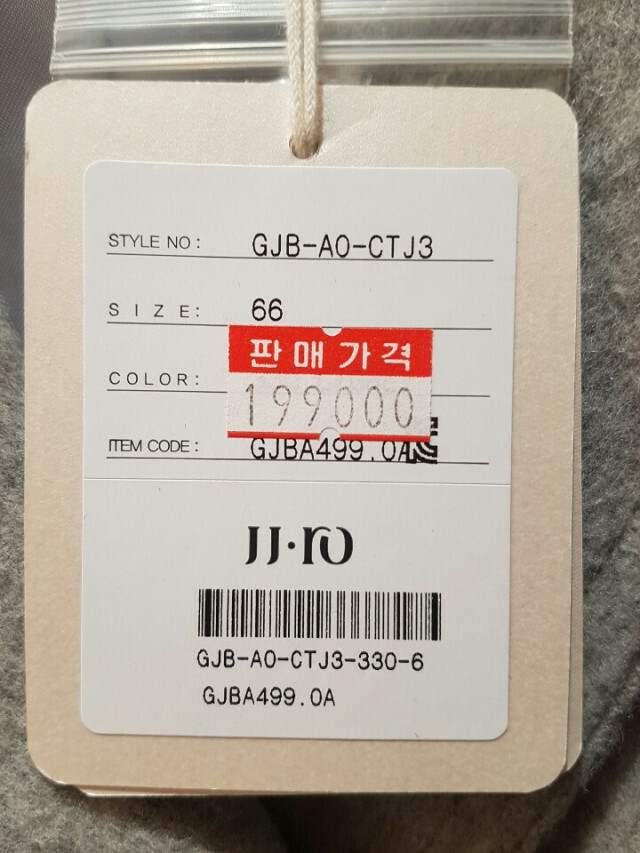 STYLE NO: GJB-AO-CTJ3
SIZE: 66
판매가격
COLOR:
199000
ITEM CODE: GJBA499.0A
JJ·ro
GJB-AO-CTJ3-330-6
GJBA499.0A